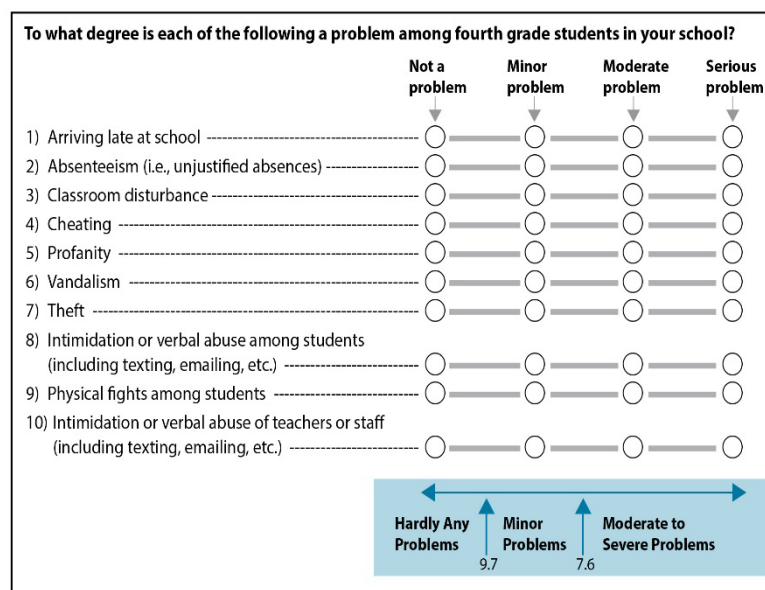 To what degree is each of the following a problem among fourth grade students in your school?
Not a problem
Minor problem
Moderate problem
Serious problem
1) Arriving late at school
2) Absenteeism (i.e., unjustified absences)
3) Classroom disturbance
4) Cheating
5) Profanity
6) Vandalism
7) Theft
8) Intimidation or verbal abuse among students
(including texting, emailing, etc.)
9) Physical fights among students
10) Intimidation or verbal abuse of teachers or staff
(including texting, emailing, etc.)
Hardly Any Problems
9.7
Minor Problems
7.6
Moderate to Severe Problems